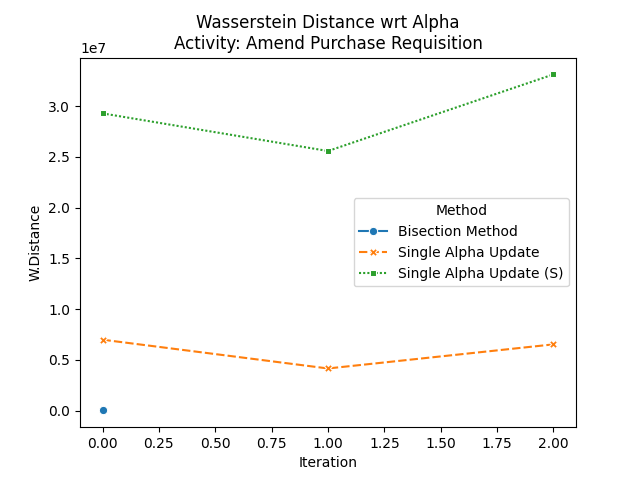 Wasserstein Distance wrt Alpha
Activity: Amend Purchase Requisition
1e7
3.0
2.5
2.0
1.5
1.0
0.5
0.0
W.Distance
Method
Bisection Method
Single Alpha Update
Single Alpha Update (S)
0.00 0.25 0.50 0.75 1.00 1.25 1.50 1.75 2.00
Iteration